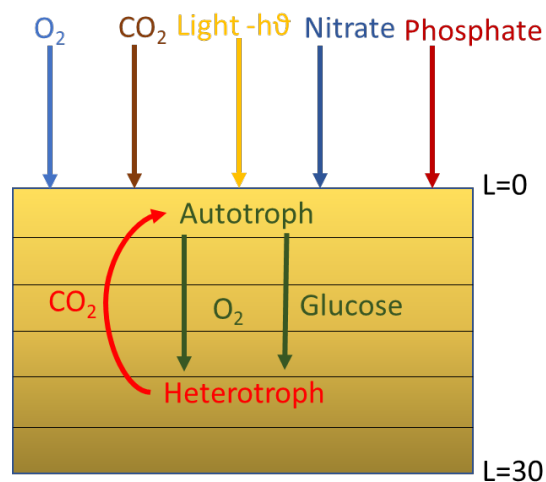 O₂ CO₂ Light -hϑ Nitrate Phosphate
L=0
Autotroph
CO₂ O₂ Glucose
Heterotroph
L=30